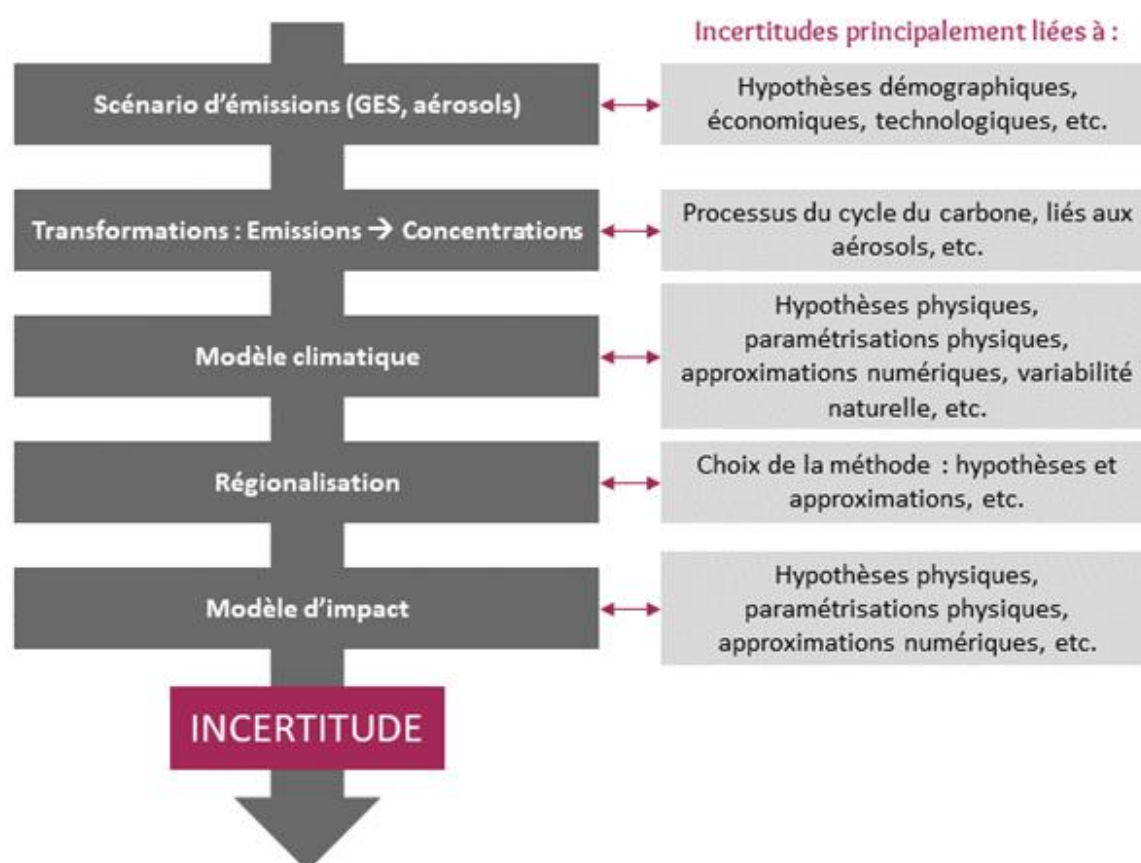 Incertitudes principalement liées à :
Scénario d'émissions (GES, aérosols)
Hypothèses démographiques,
économiques, technologiques, etc.
Transformations : Emissions → Concentrations
Processus du cycle du carbone, liés aux
aérosols, etc.
Modèle climatique
Hypothèses physiques,
paramétrisations physiques,
approximations numériques, variabilité
naturelle, etc.
Régionalisation
Choix de la méthode : hypothèses et
approximations, etc.
Modèle d'impact
Hypothèses physiques,
paramétrisations physiques,
approximations numériques, etc.
INCERTITUDE